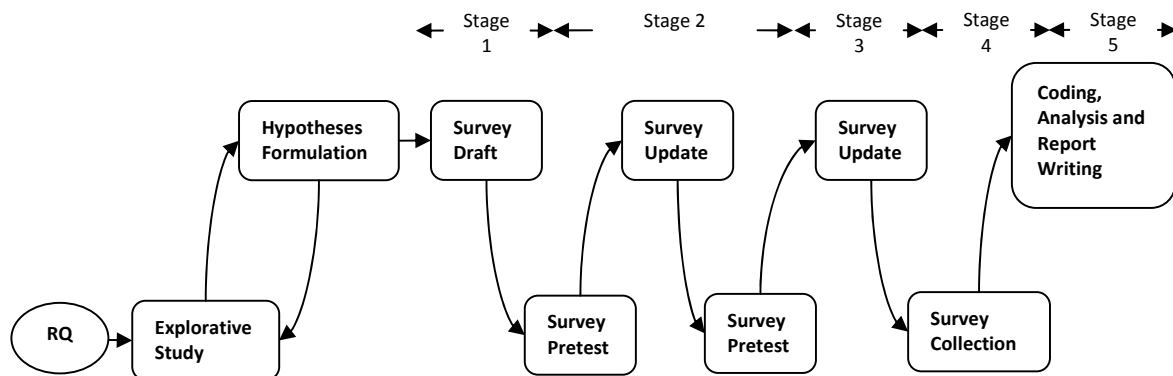 Stage
1
Stage 2
Stage
3
Stage
4
Stage
5
Hypotheses
Formulation
Survey
Draft
Survey
Update
Survey
Update
Coding,
Analysis and
Report
Writing
RQ
Explorative
Study
Survey
Pretest
Survey
Pretest
Survey
Collection